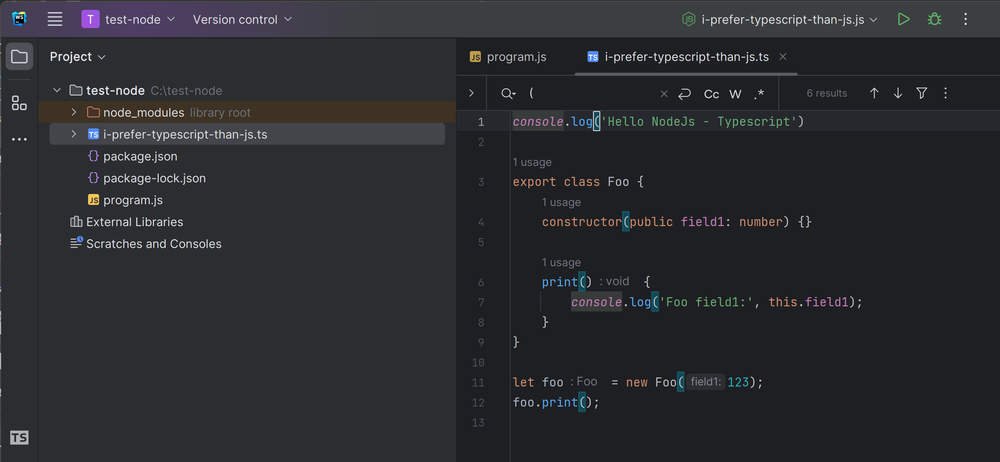 WS T test-node Version control JS i-prefer-typescript-than-js.js
Project
JS program.js TS i-prefer-typescript-than-js.ts
( Cc W .* 6 results
test-node C:\test-node
node_modules library root
TS i-prefer-typescript-than-js.ts
{} package.json
{} package-lock.json
JS program.js
External Libraries
Scratches and Consoles
TS
1 console.log('Hello NodeJs - Typescript')
2
1 usage
3 export class Foo {
1 usage
4 constructor(public field1: number) {}
5
1 usage
6 print() : void {
7 console.log('Foo field1:', this.field1);
8 }
9 }
10
11 let foo : Foo = new Foo( field1: 123);
12 foo.print();
13